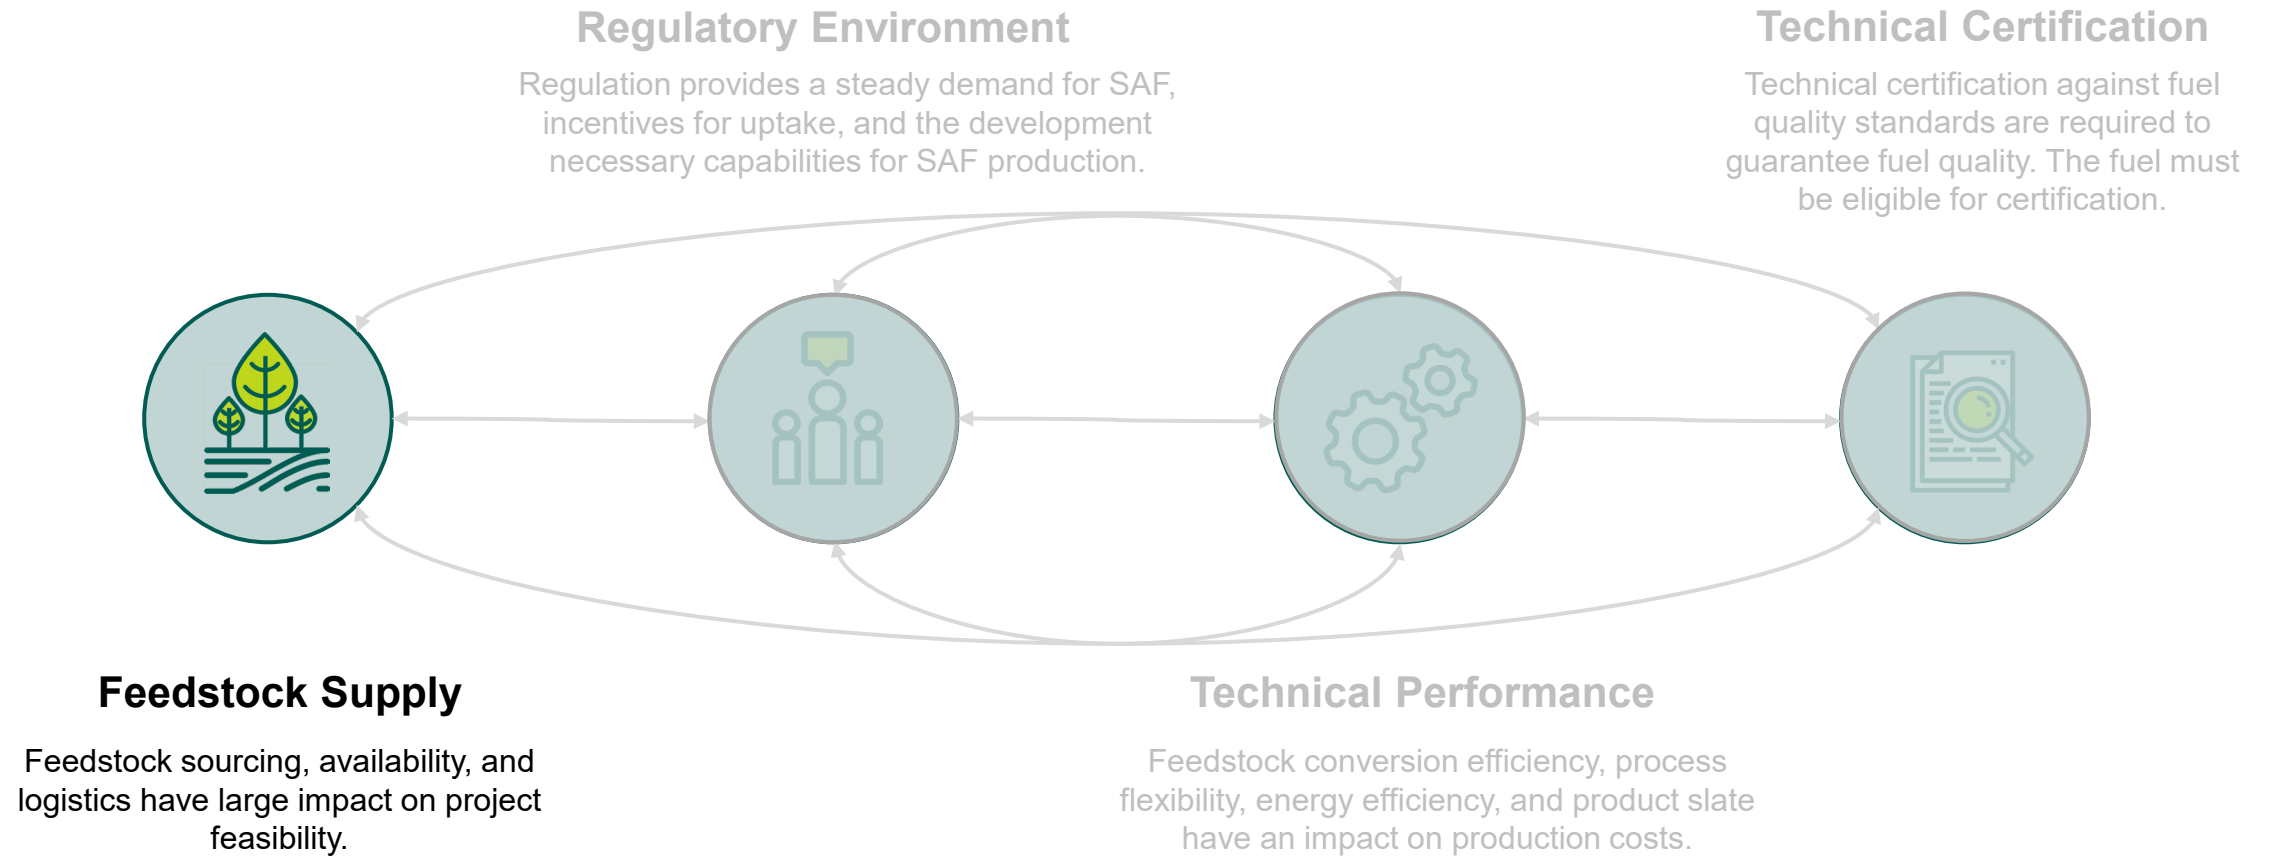 Regulatory Environment
Regulation provides a steady demand for SAF,
incentives for uptake, and the development
necessary capabilities for SAF production.
Technical Certification
Technical certification against fuel
quality standards are required to
guarantee fuel quality. The fuel must
be eligible for certification.
Feedstock Supply
Feedstock sourcing, availability, and
logistics have large impact on project
feasibility.
Technical Performance
Feedstock conversion efficiency, process
flexibility, energy efficiency, and product slate
have an impact on production costs.